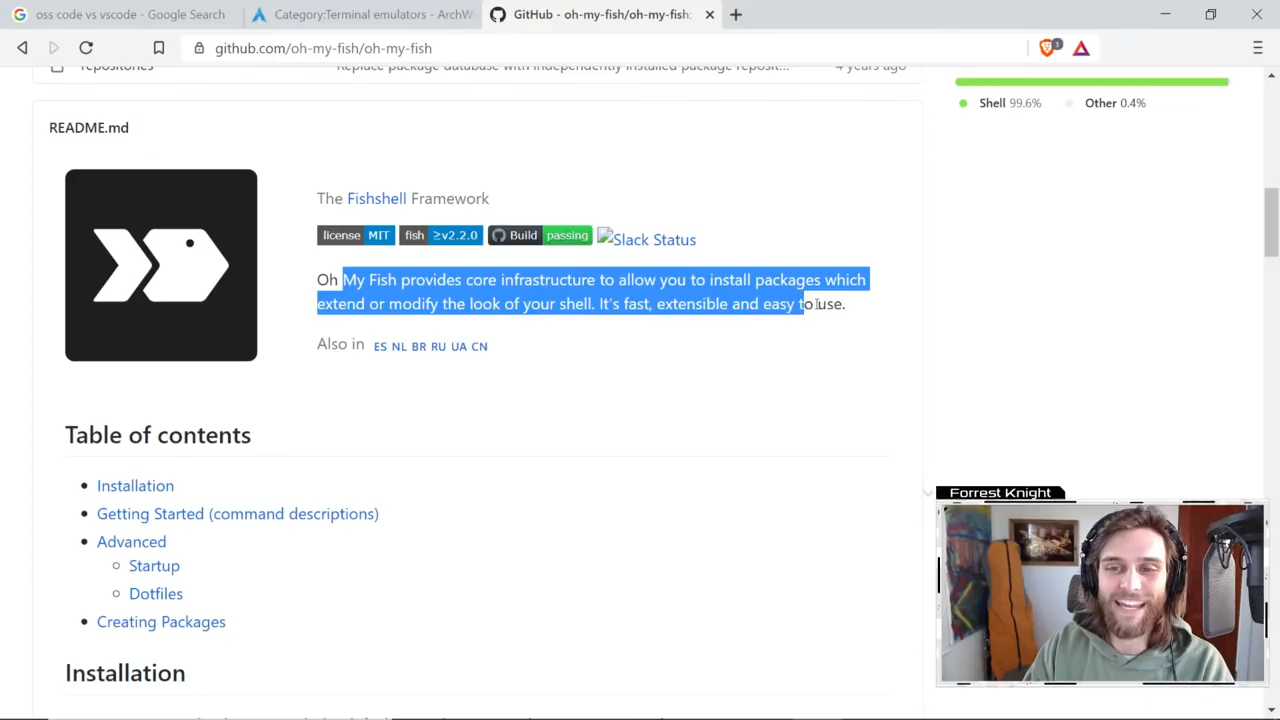 oss code vs vscode - Google Search
Category:Terminal emulators - ArchW
GitHub - oh-my-fish/oh-my-fish:
github.com/oh-my-fish/oh-my-fish
3
repositories
Replace package database with independently installed package reposit...
4 years ago
Shell 99.6%
Other 0.4%
README.md
The Fishshell Framework
license MIT fish ≥v2.2.0 Build passing Slack Status
Oh My Fish provides core infrastructure to allow you to install packages which
extend or modify the look of your shell. It's fast, extensible and easy to use.
Also in ES NL BR RU UA CN
Table of contents
Installation
Getting Started (command descriptions)
Advanced
Startup
Dotfiles
Creating Packages
Installation
Forrest Knight